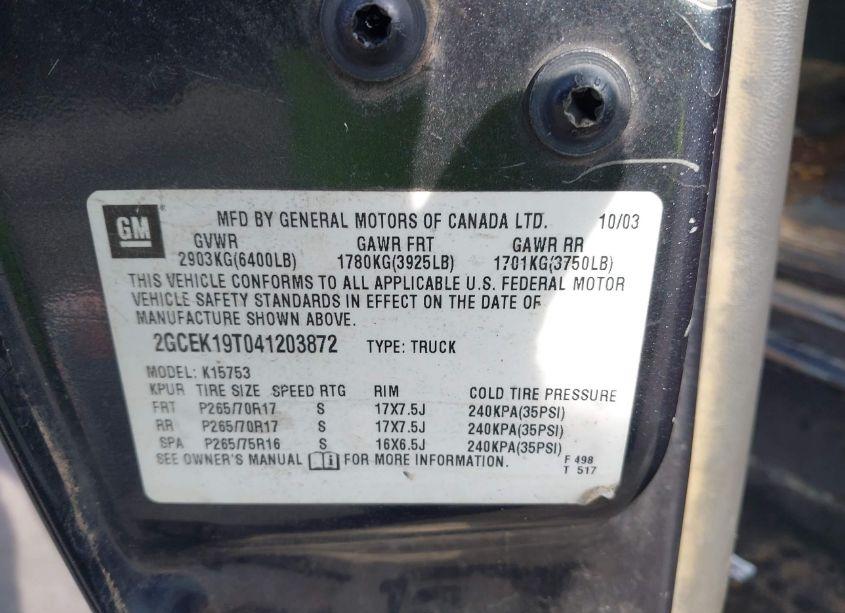 GM
MFD BY GENERAL MOTORS OF CANADA LTD. 10/03
GVWR GAWR FRT GAWR RR
2903KG(6400LB) 1780KG(3925LB) 1701KG(3750LB)
THIS VEHICLE CONFORMS TO ALL APPLICABLE U.S. FEDERAL MOTOR
VEHICLE SAFETY STANDARDS IN EFFECT ON THE DATE OF
MANUFACTURE SHOWN ABOVE.
2GCEK19T041203872 TYPE: TRUCK
MODEL: K15753
KPUR TIRE SIZE SPEED RTG RIM COLD TIRE PRESSURE
FRT P265/70R17 S 17X7.5J 240KPA(35PSI)
RR P265/70R17 S 17X7.5J 240KPA(35PSI)
SPA P265/75R16 S 16X6.5J 240KPA(35PSI)
SEE OWNER'S MANUAL FOR MORE INFORMATION. F 498
T 517